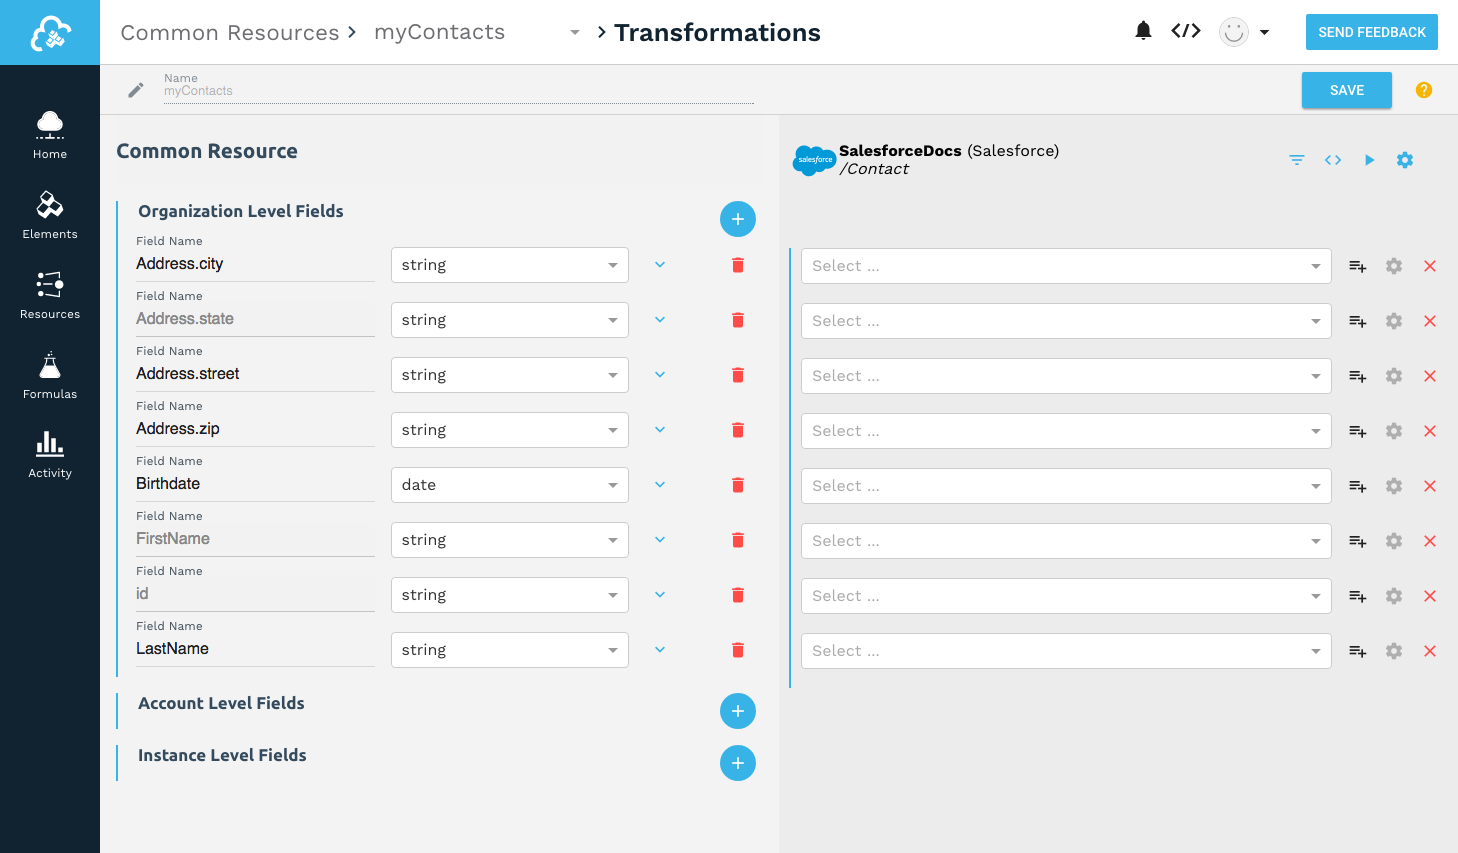 Common Resources > myContacts > Transformations
</> SEND FEEDBACK
Name
myContacts
SAVE
?
Home
Elements
Resources
Formulas
Activity
Common Resource
salesforce
SalesforceDocs (Salesforce)
/Contact
Organization Level Fields
Field Name
Address.city string Select ...
Field Name
Address.state string Select ...
Field Name
Address.street string Select ...
Field Name
Address.zip string Select ...
Field Name
Birthdate date Select ...
Field Name
FirstName string Select ...
Field Name
id string Select ...
Field Name
LastName string Select ...
Account Level Fields
Instance Level Fields